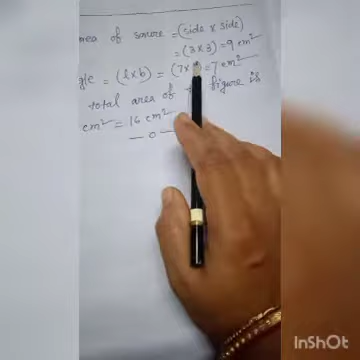 area of square = (side x side)
= (3 x 3) = 9 cm²
gle = (l x b) = (7 x = 7 cm²
total area of figure is
cm² = 16 cm²
— 0 —
InShOt